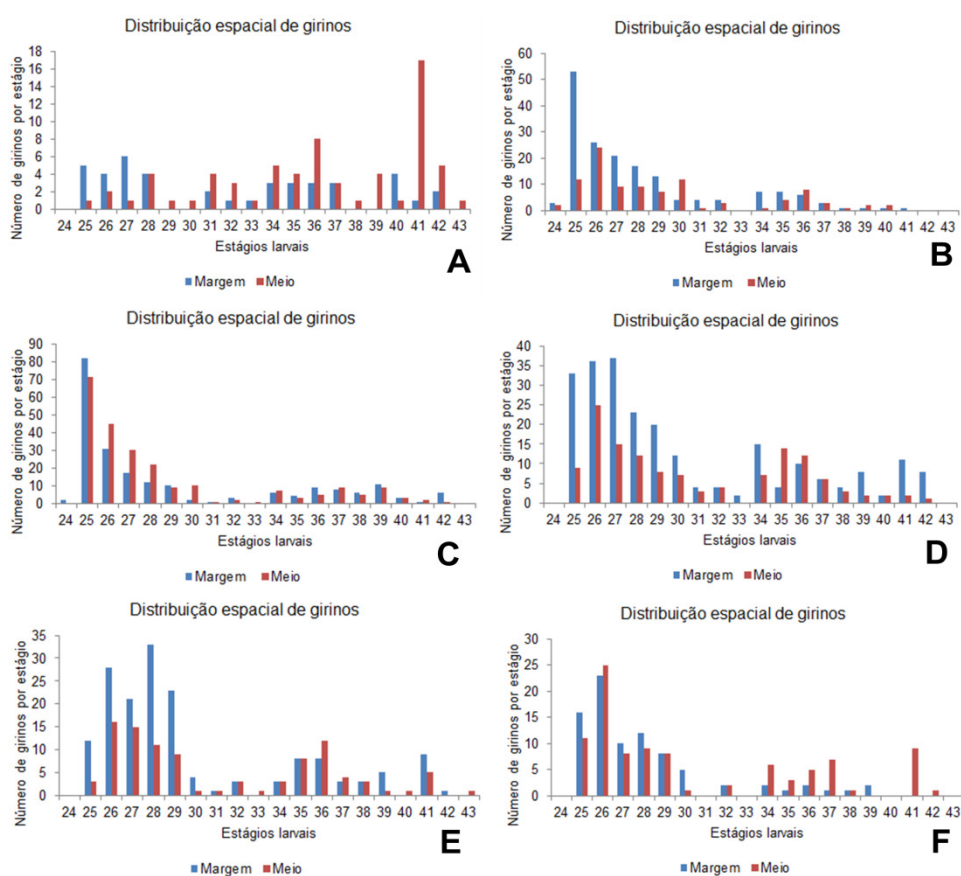 Distribuição espacial de girinos
Número de girinos por estágio
18
16
14
12
10
8
6
4
2
0
24 25 26 27 28 29 30 31 32 33 34 35 36 37 38 39 40 41 42 43
Estágios larvais
Margem Meio
A
Distribuição espacial de girinos
Número de girinos por estágio
60
50
40
30
20
10
0
24 25 26 27 28 29 30 31 32 33 34 35 36 37 38 39 40 41 42 43
Estágios larvais
Margem Meio
B
Distribuição espacial de girinos
Número de girinos por estágio
90
80
70
60
50
40
30
20
10
0
24 25 26 27 28 29 30 31 32 33 34 35 36 37 38 39 40 41 42 43
Estágios larvais
Margem Meio
C
Distribuição espacial de girinos
Número de girinos por estágio
40
35
30
25
20
15
10
5
0
24 25 26 27 28 29 30 31 32 33 34 35 36 37 38 39 40 41 42 43
Estágios larvais
Margem Meio
D
Distribuição espacial de girinos
Número de girinos por estágio
35
30
25
20
15
10
5
0
24 25 26 27 28 29 30 31 32 33 34 35 36 37 38 39 40 41 42 43
Estágios larvais
Margem Meio
E
Distribuição espacial de girinos
Número de girinos por estágio
30
25
20
15
10
5
0
24 25 26 27 28 29 30 31 32 33 34 35 36 37 38 39 40 41 42 43
Estágios larvais
Margem Meio
F